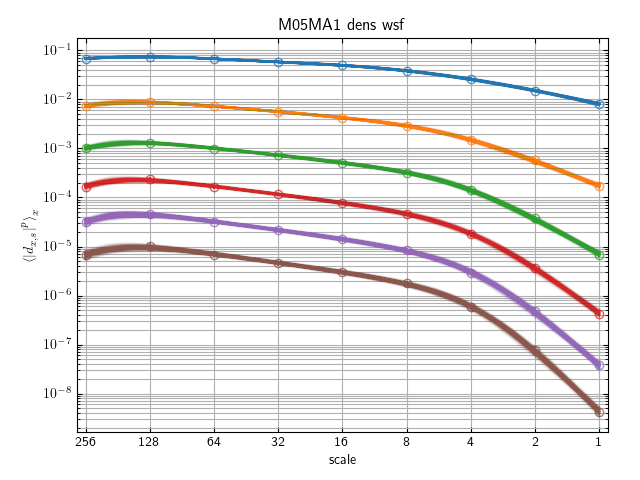 M05MA1 dens wsf
⟨|d_{x,s}|^p⟩_x
10^{-1}
10^{-2}
10^{-3}
10^{-4}
10^{-5}
10^{-6}
10^{-7}
10^{-8}
256 128 64 32 16 8 4 2 1
scale